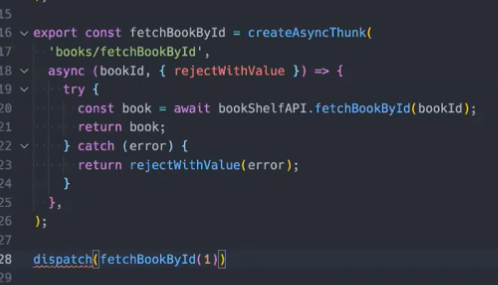 15
16 export const fetchBookById = createAsyncThunk(
17 'books/fetchBookById',
18 async (bookId, { rejectWithValue }) => {
19 try {
20 const book = await bookShelfAPI.fetchBookById(bookId);
21 return book;
22 } catch (error) {
23 return rejectWithValue(error);
24 }
25 },
26 );
27
28 dispatch(fetchBookById(1))
29